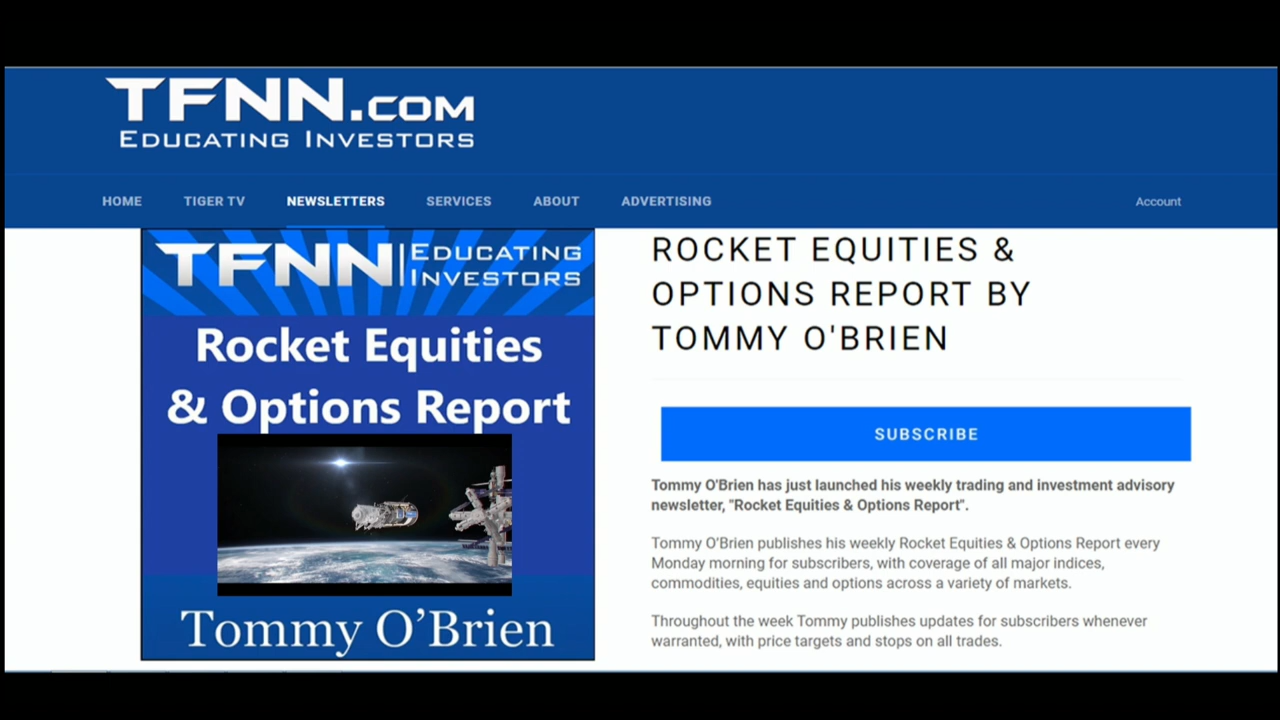 TFNN.COM
EDUCATING INVESTORS
HOME TIGER TV NEWSLETTERS SERVICES ABOUT ADVERTISING Account
TFNN EDUCATING
INVESTORS
Rocket Equities
& Options Report
Tommy O’Brien
ROCKET EQUITIES &
OPTIONS REPORT BY
TOMMY O'BRIEN
SUBSCRIBE
Tommy O'Brien has just launched his weekly trading and investment advisory
newsletter, "Rocket Equities & Options Report".
Tommy O'Brien publishes his weekly Rocket Equities & Options Report every
Monday morning for subscribers, with coverage of all major indices,
commodities, equities and options across a variety of markets.
Throughout the week Tommy publishes updates for subscribers whenever
warranted, with price targets and stops on all trades.